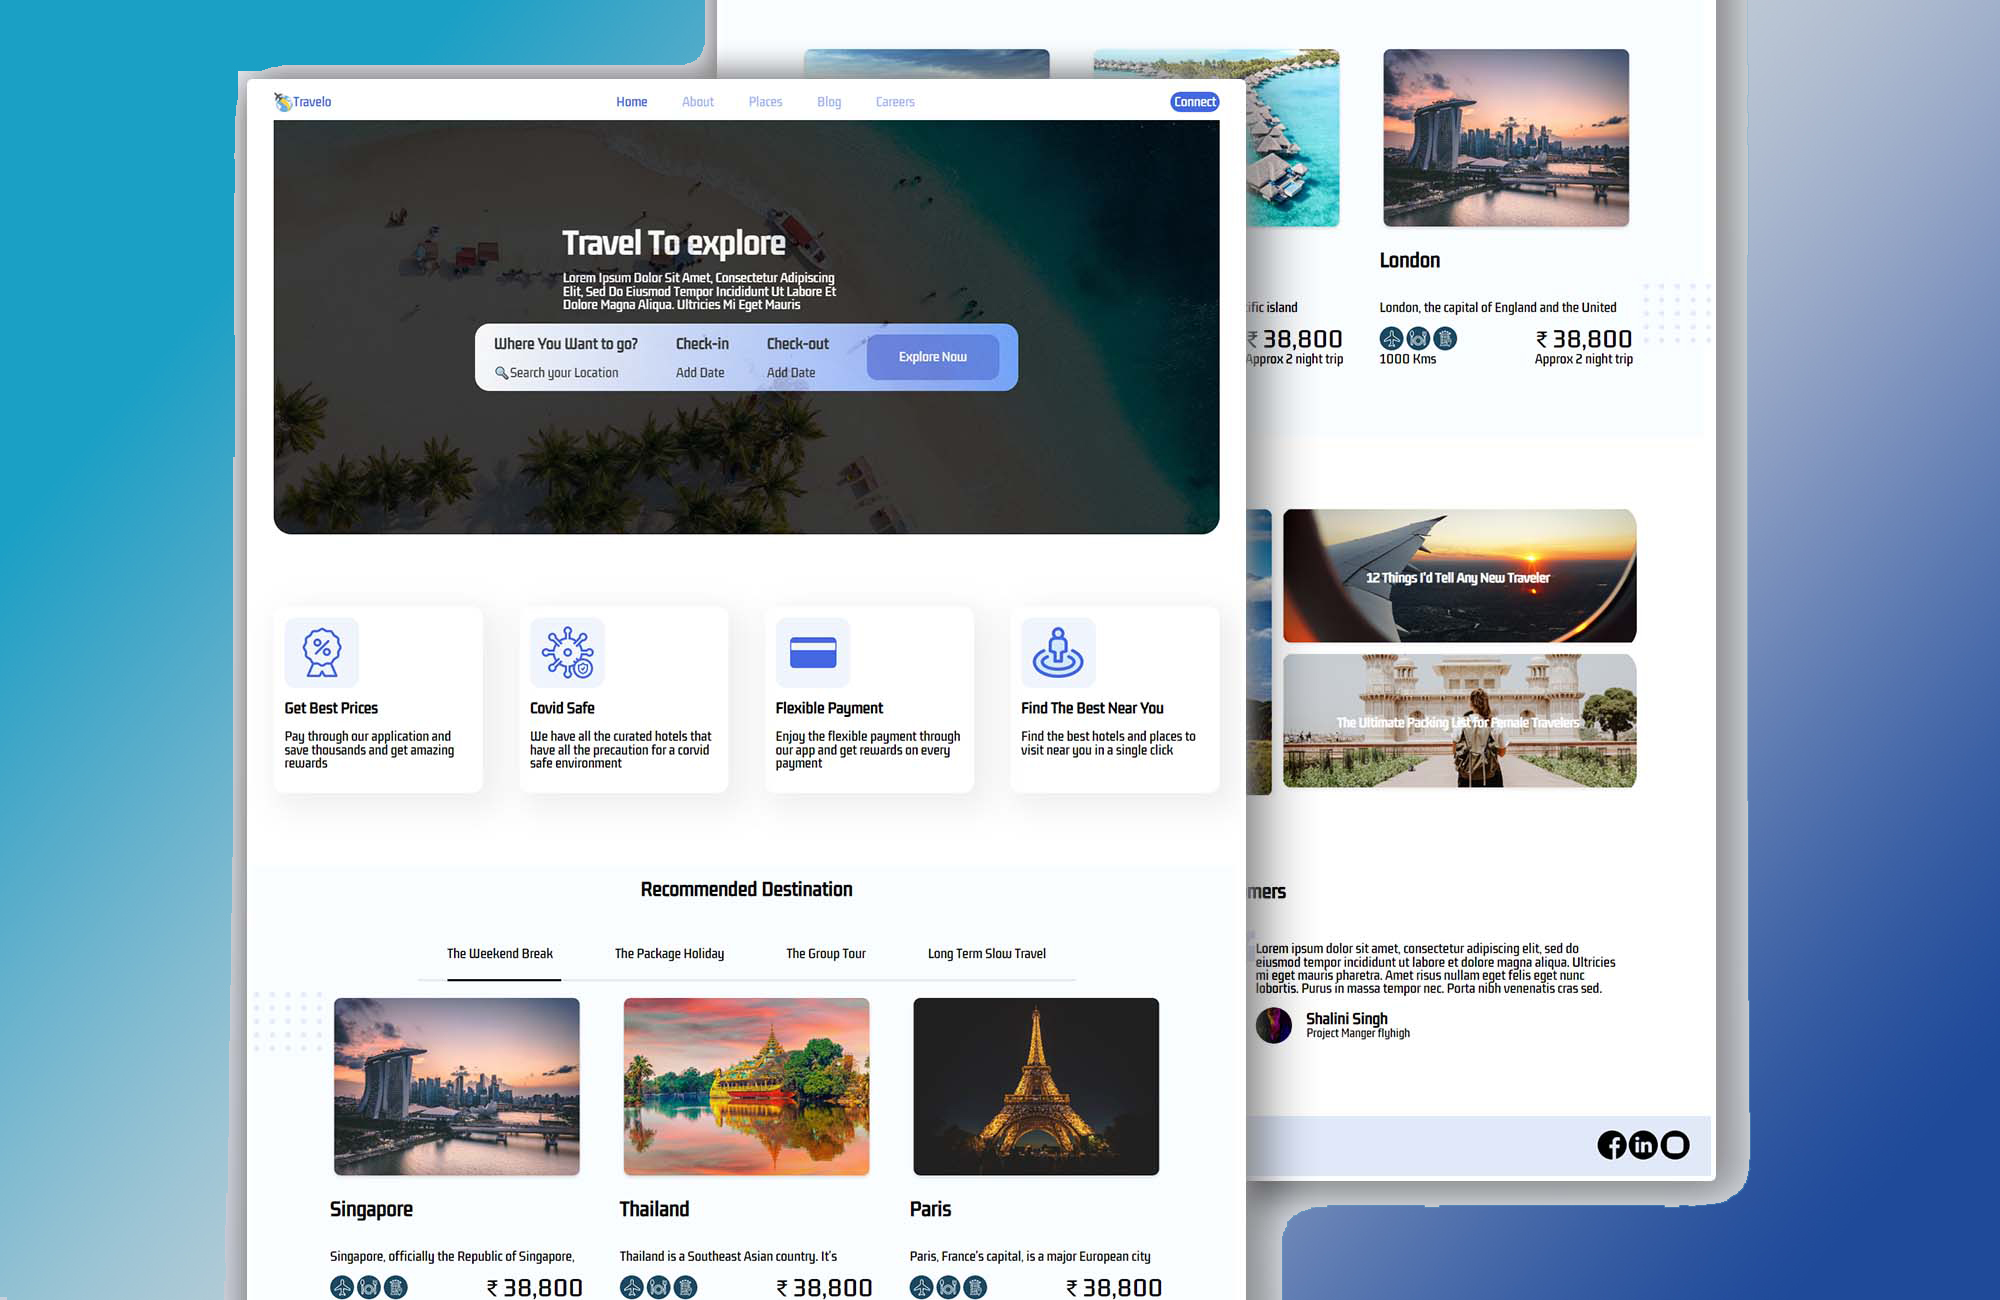 Travelo
Home
About
Places
Blog
Careers
Connect
Travel To explore
Lorem Ipsum Dolor Sit Amet, Consectetur Adipiscing
Elit, Sed Do Eiusmod Tempor Incididunt Ut Labore Et
Dolore Magna Aliqua. Ultricies Mi Eget Mauris
Where You Want to go?
Check-in
Check-out
Search your Location
Add Date
Add Date
Explore Now
Get Best Prices
Pay through our application and
save thousands and get amazing
rewards
Covid Safe
We have all the curated hotels that
have all the precaution for a corvid
safe environment
Flexible Payment
Enjoy the flexible payment through
our app and get rewards on every
payment
Find The Best Near You
Find the best hotels and places to
visit near you in a single click
Recommended Destination
The Weekend Break
The Package Holiday
The Group Tour
Long Term Slow Travel
Singapore
Singapore, officially the Republic of Singapore,
₹ 38,800
Thailand
Thailand is a Southeast Asian country. It's
₹ 38,800
Paris
Paris, France's capital, is a major European city
₹ 38,800
island
₹ 38,800
Approx 2 night trip
London
London, the capital of England and the United
₹ 38,800
1000 Kms
Approx 2 night trip
12 Things I'd Tell Any New Traveler
The Ultimate Packing List for Female Travelers
mers
Lorem ipsum dolor sit amet, consectetur adipiscing elit, sed do
eiusmod tempor incididunt ut labore et dolore magna aliqua. Ultricies
mi eget mauris pharetra. Amet risus nullam eget felis eget nunc
lobortis. Purus in massa tempor nec. Porta nibh venenatis cras sed.
Shalini Singh
Project Manger flyhigh